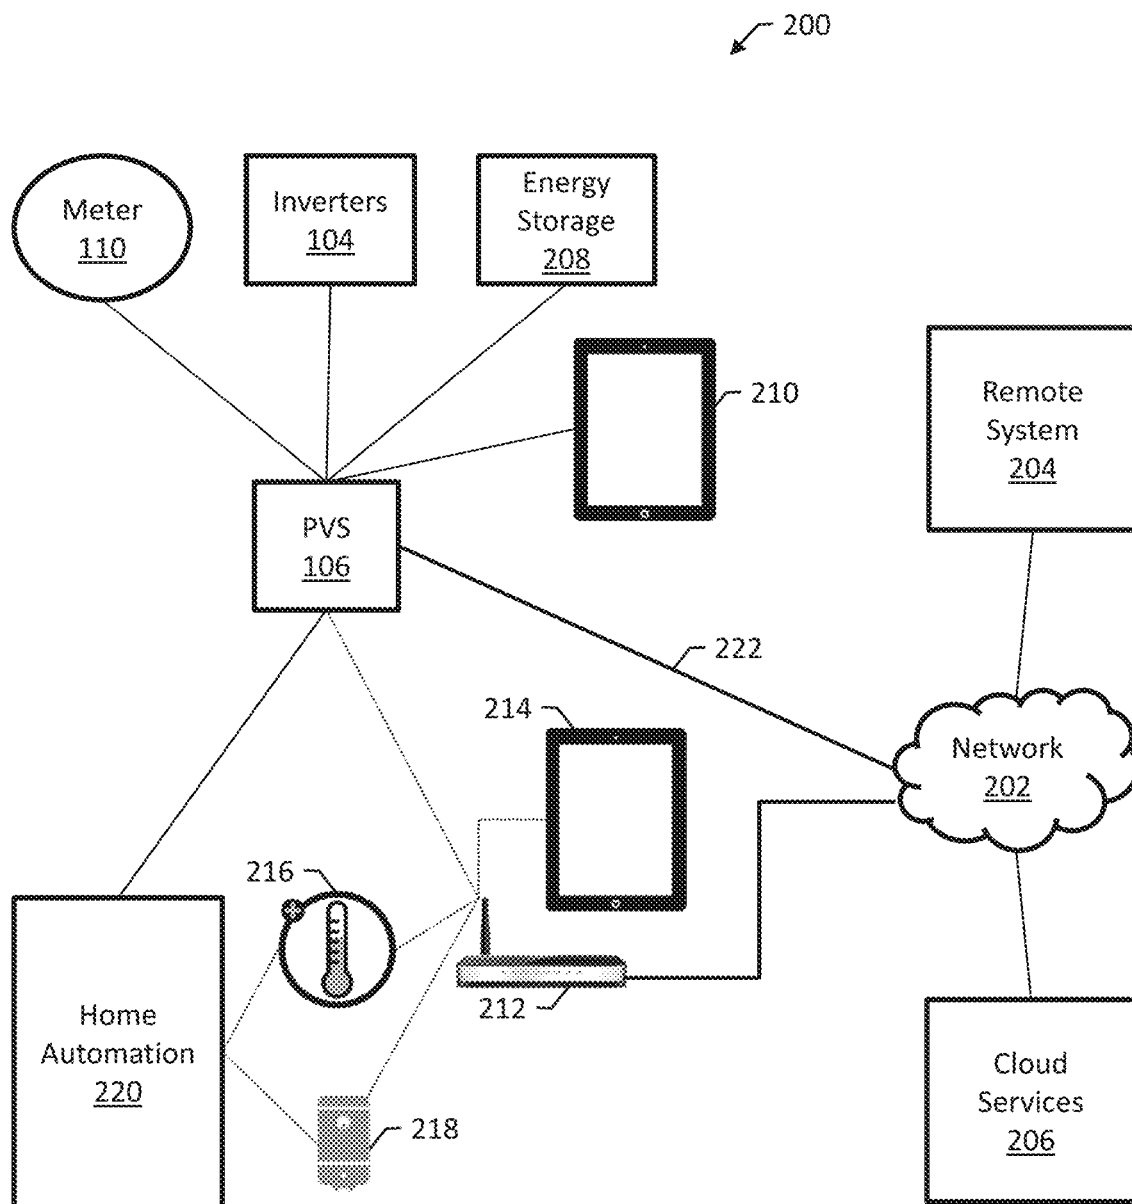 200
Meter
110
Inverters
104
Energy
Storage
208
210
Remote
System
204
PVS
106
222
214
Network
202
216
212
Home
Automation
220
218
Cloud
Services
206